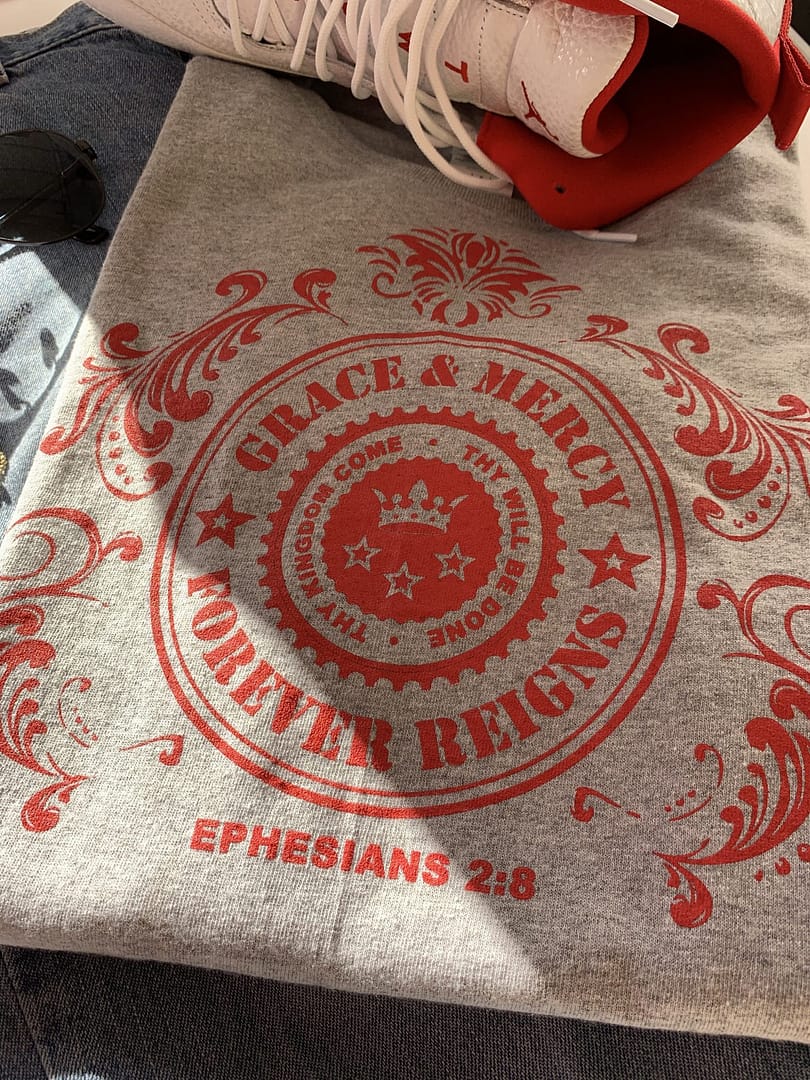 W
T
GRACE & MERCY
FOREVER REIGNS
THY KINGDOM COME •
THY WILL BE DONE •
EPHESIANS 2:8